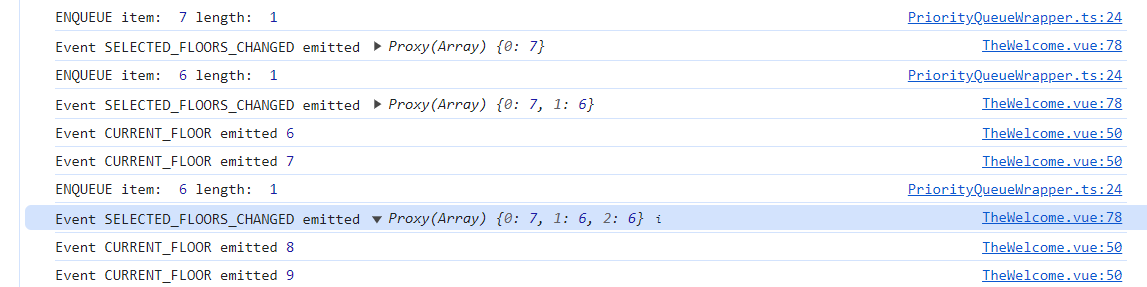 ENQUEUE item:  7 length:  1 PriorityQueueWrapper.ts:24
Event SELECTED_FLOORS_CHANGED emitted ▶ Proxy(Array) {0: 7} TheWelcome.vue:78
ENQUEUE item:  6 length:  1 PriorityQueueWrapper.ts:24
Event SELECTED_FLOORS_CHANGED emitted ▶ Proxy(Array) {0: 7, 1: 6} TheWelcome.vue:78
Event CURRENT_FLOOR emitted 6 TheWelcome.vue:50
Event CURRENT_FLOOR emitted 7 TheWelcome.vue:50
ENQUEUE item:  6 length:  1 PriorityQueueWrapper.ts:24
Event SELECTED_FLOORS_CHANGED emitted ▼ Proxy(Array) {0: 7, 1: 6, 2: 6} i TheWelcome.vue:78
Event CURRENT_FLOOR emitted 8 TheWelcome.vue:50
Event CURRENT_FLOOR emitted 9 TheWelcome.vue:50